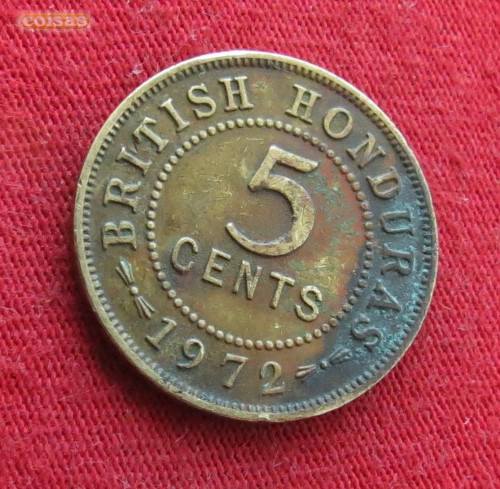 coisas
BRITISH HONDURAS
5
CENTS
1972